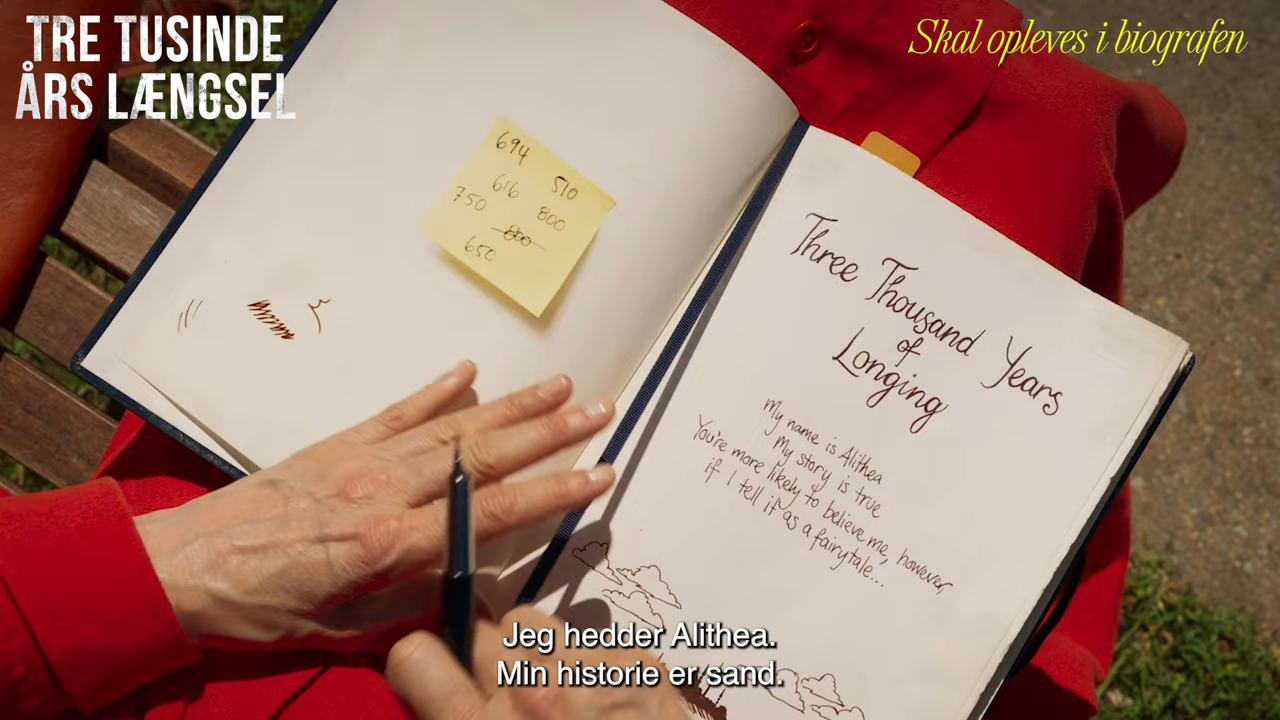 TRE TUSINDE
ÅRS LÆNGSEL
Skal opleves i biografen
694
616 510
750 800
800
650
Three Thousand Years
of
Longing
My name is Alithea
My story is true
You're more likely to believe me, however,
if I tell it as a fairytale...
Jeg hedder Alithea.
Min historie er sand.